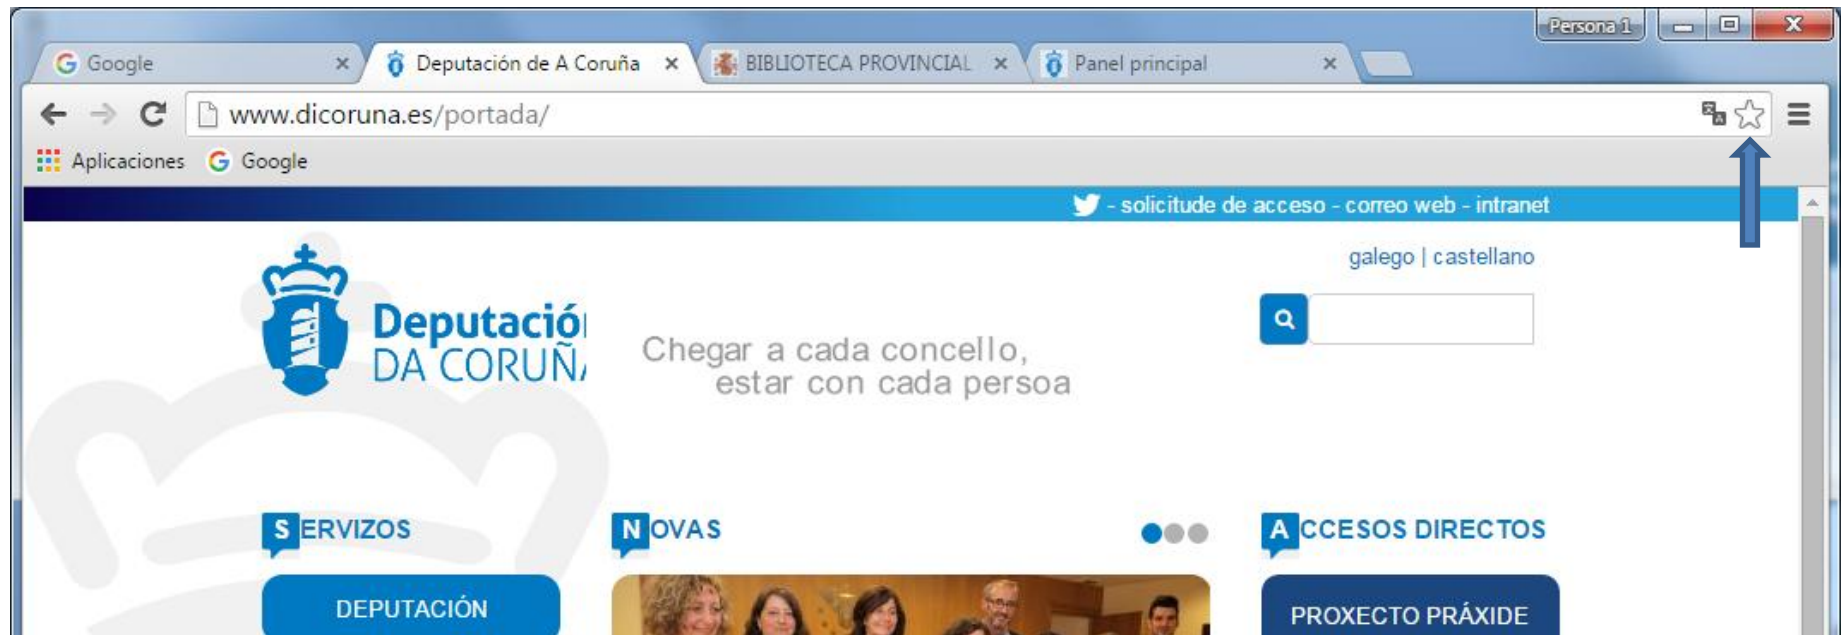 Persona 1
Google
Deputación de A Coruña
BIBLIOTECA PROVINCIAL
Panel principal
www.dicoruna.es/portada/
Aplicaciones
Google
- solicitude de acceso - correo web - intranet
galego | castellano
Deputació
DA CORUÑ
Chegar a cada concello,
estar con cada persoa
SERVIZOS
NOVAS
ACCESOS DIRECTOS
DEPUTACIÓN
PROXECTO PRÁXIDE